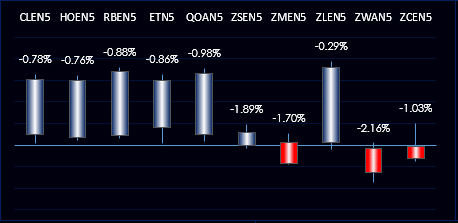 CLEN5 HOEN5 RBEN5 ETN5 QOAN5 ZSEN5 ZMEN5 ZLEN5 ZWAN5 ZCEN5
-0.78% -0.76% -0.88% -0.86% -0.98% -1.89% -1.70% -0.29% -2.16% -1.03%